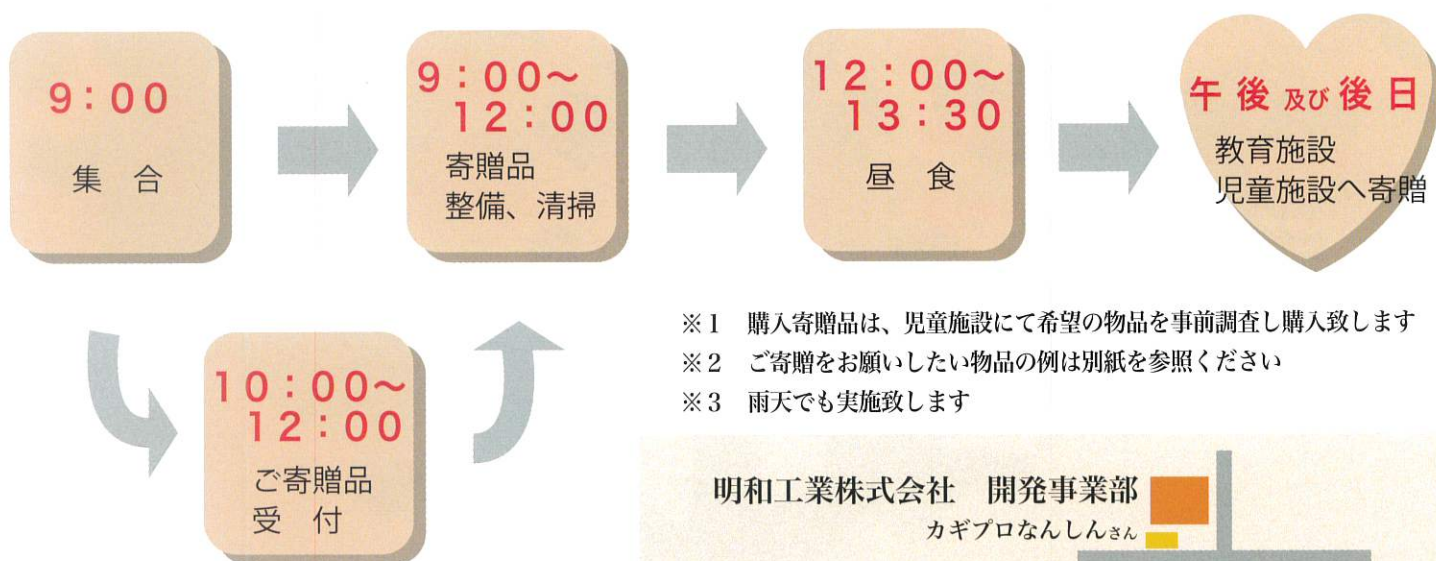 9：00
集　合
9：00～
12：00
寄贈品
整備、清掃
12：00～
13：30
昼　食
午後及び後日
教育施設
児童施設へ寄贈
10：00～
12：00
ご寄贈品
受　付
※１　購入寄贈品は、児童施設にて希望の物品を事前調査し購入致します
※２　ご寄贈をお願いしたい物品の例は別紙を参照ください
※３　雨天でも実施致します
明和工業株式会社　開発事業部
カギプロなんしんさん